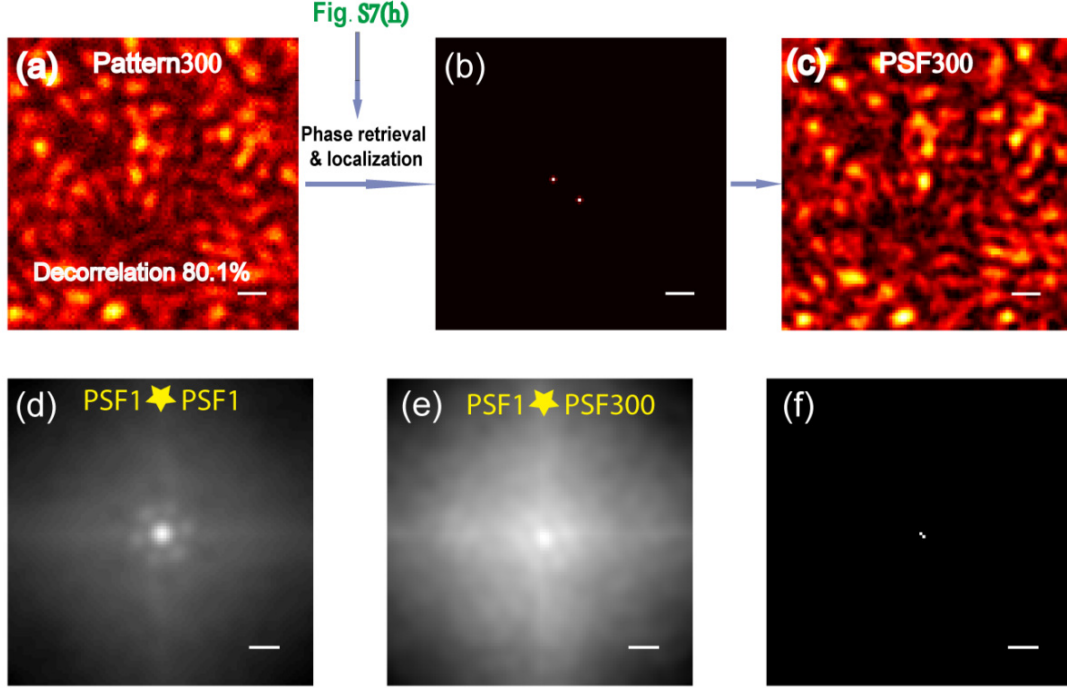 Fig. S7(h)
(a) Pattern300
Phase retrieval
& localization
Decorrelation 80.1%
(b)
(c) PSF300
(d) PSF1 ★ PSF1
(e) PSF1 ★ PSF300
(f)